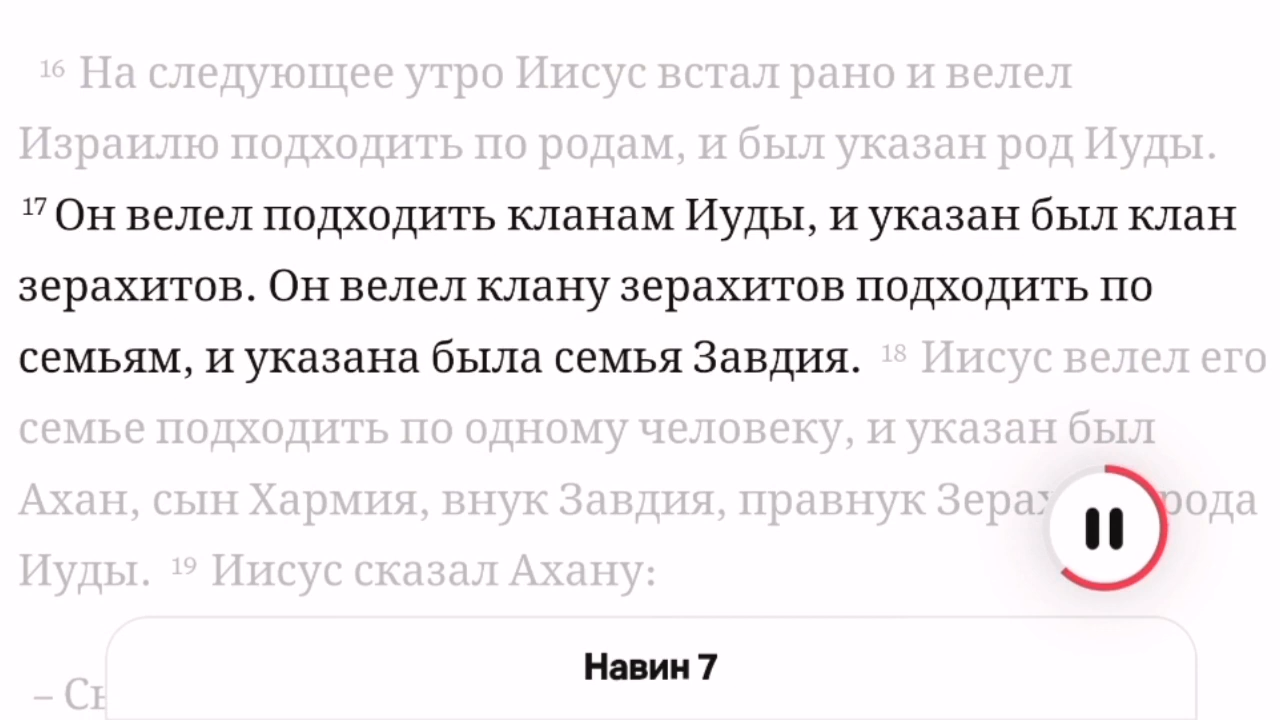 16 На следующее утро Иисус встал рано и велел
Израилю подходить по родам, и был указан род Иуды.
17 Он велел подходить кланам Иуды, и указан был клан
зерахитов. Он велел клану зерахитов подходить по
семьям, и указана была семья Завдия. 18 Иисус велел его
семье подходить по одному человеку, и указан был
Ахан, сын Хармия, внук Завдия, правнук рода
Иуды. 19 Иисус сказал Ахану:
–
Навин 7